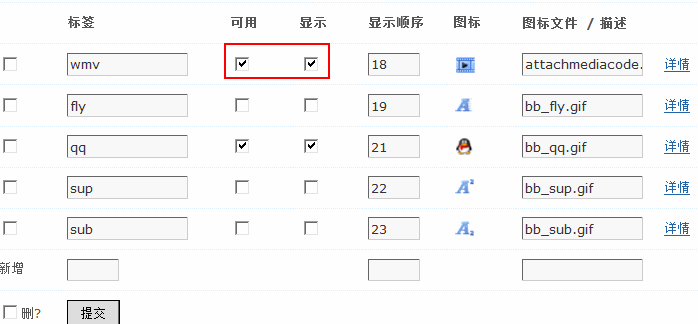 标签 可用 显示 显示顺序 图标 图标文件 / 描述
wmv 18 attachmediacode. 详情
fly 19 bb_fly.gif 详情
qq 21 bb_qq.gif 详情
sup 22 bb_sup.gif 详情
sub 23 bb_sub.gif 详情
新增
删? 提交